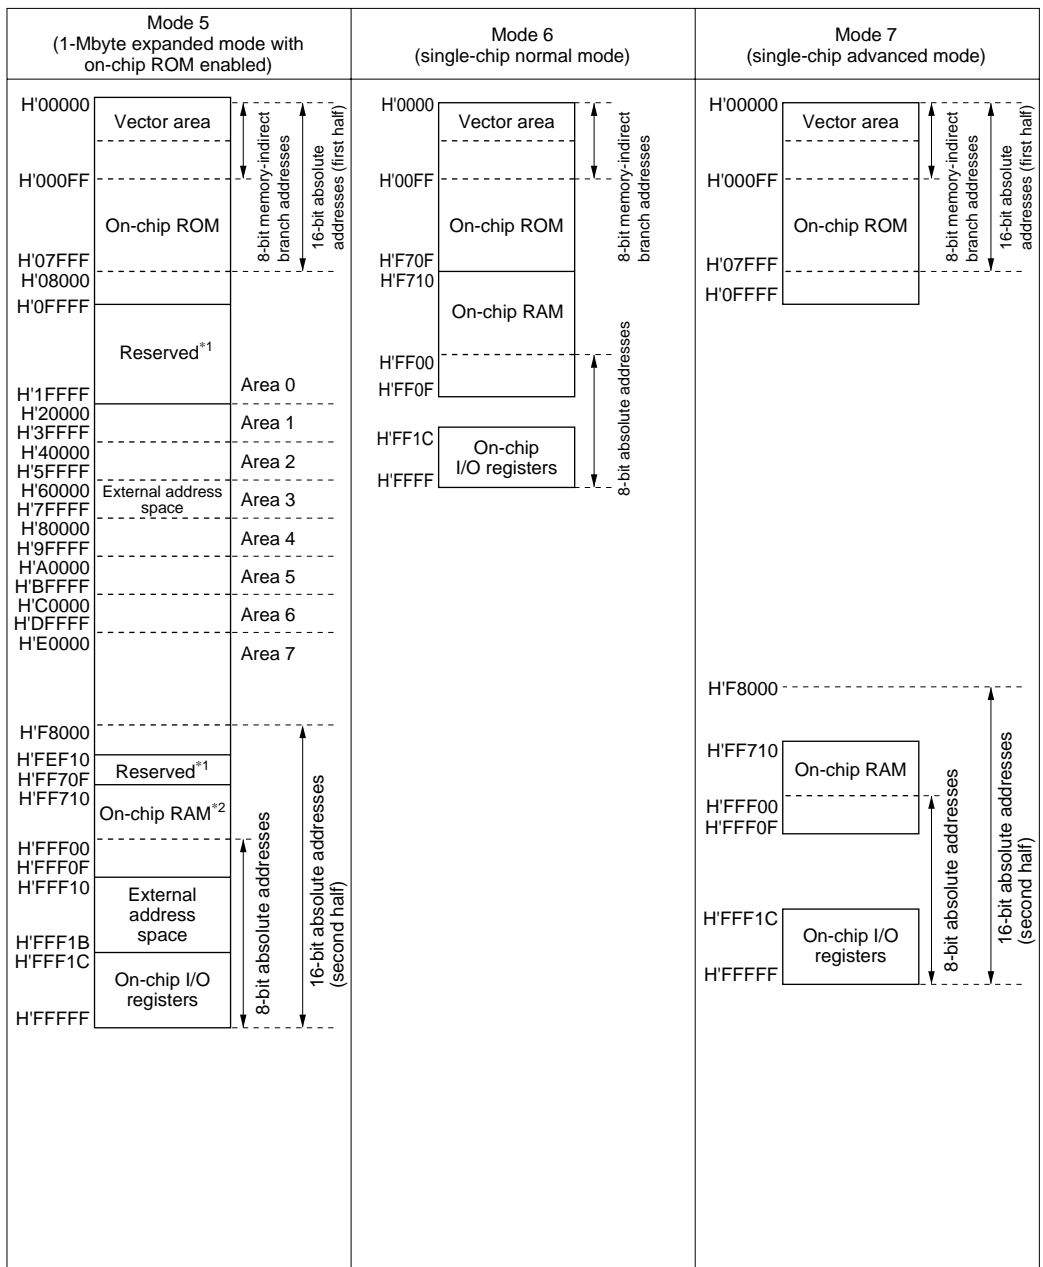 Mode 5
(1-Mbyte expanded mode with
on-chip ROM enabled)
H'00000
Vector area
H'000FF
On-chip ROM
H'07FFF
H'08000
H'0FFFF
Reserved*1
H'1FFFF
Area 0
H'20000
H'3FFFF
Area 1
H'40000
H'5FFFF
Area 2
H'60000
H'7FFFF
External address
space
Area 3
H'80000
H'9FFFF
Area 4
H'A0000
H'BFFFF
Area 5
H'C0000
H'DFFFF
Area 6
H'E0000
Area 7
H'F8000
H'FEF10
Reserved*1
H'FF70F
H'FF710
On-chip RAM*2
H'FFF00
H'FFF0F
H'FFF10
External
address
space
H'FFF1B
H'FFF1C
On-chip I/O
registers
H'FFFFF
8-bit memory-indirect
branch addresses
16-bit absolute
addresses (first half)
8-bit absolute addresses
16-bit absolute addresses
(second half)
Mode 6
(single-chip normal mode)
H'0000
Vector area
H'00FF
On-chip ROM
H'F70F
H'F710
On-chip RAM
H'FF00
H'FF0F
H'FF1C
On-chip
I/O registers
H'FFFF
8-bit memory-indirect
branch addresses
8-bit absolute addresses
Mode 7
(single-chip advanced mode)
H'00000
Vector area
H'000FF
On-chip ROM
H'07FFF
H'0FFFF
H'F8000
H'FF710
On-chip RAM
H'FFF00
H'FFF0F
H'FFF1C
On-chip I/O
registers
H'FFFFF
8-bit memory-indirect
branch addresses
16-bit absolute
addresses (first half)
8-bit absolute addresses
16-bit absolute addresses
(second half)